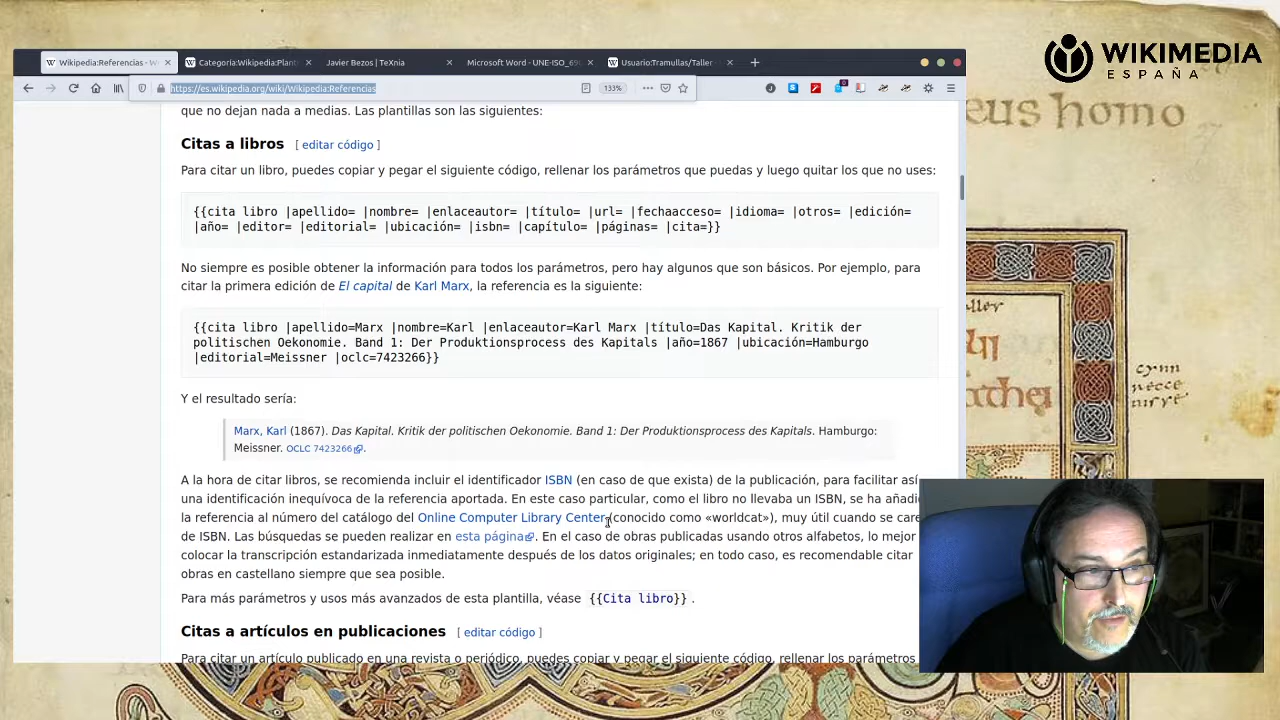 WIKIMEDIA
ESPAÑA
Wikipedia:Referencias - W
Categoría:Wikipedia:Plant
Javier Bezos | TeXnia
Microsoft Word - UNE-ISO_690
Usuario:Tramullas/Taller
https://es.wikipedia.org/wiki/Wikipedia:Referencias
133%
que no dejan nada a medias. Las plantillas son las siguientes:
Citas a libros [ editar código ]
Para citar un libro, puedes copiar y pegar el siguiente código, rellenar los parámetros que puedas y luego quitar los que no uses:
{{cita libro |apellido= |nombre= |enlaceautor= |título= |url= |fechaacceso= |idioma= |otros= |edición=
|año= |editor= |editorial= |ubicación= |isbn= |capítulo= |páginas= |cita=}}
No siempre es posible obtener la información para todos los parámetros, pero hay algunos que son básicos. Por ejemplo, para
citar la primera edición de El capital de Karl Marx, la referencia es la siguiente:
{{cita libro |apellido=Marx |nombre=Karl |enlaceautor=Karl Marx |título=Das Kapital. Kritik der
politischen Oekonomie. Band 1: Der Produktionsprocess des Kapitals |año=1867 |ubicación=Hamburgo
|editorial=Meissner |oclc=7423266}}
Y el resultado sería:
Marx, Karl (1867). Das Kapital. Kritik der politischen Oekonomie. Band 1: Der Produktionsprocess des Kapitals. Hamburgo:
Meissner. OCLC 7423266.
A la hora de citar libros, se recomienda incluir el identificador ISBN (en caso de que exista) de la publicación, para facilitar así
una identificación inequívoca de la referencia aportada. En este caso particular, como el libro no llevaba un ISBN, se ha añadi
la referencia al número del catálogo del Online Computer Library Center (conocido como «worldcat»), muy útil cuando se care
de ISBN. Las búsquedas se pueden realizar en esta página. En el caso de obras publicadas usando otros alfabetos, lo mejor
colocar la transcripción estandarizada inmediatamente después de los datos originales; en todo caso, es recomendable citar
obras en castellano siempre que sea posible.
Para más parámetros y usos más avanzados de esta plantilla, véase {{Cita libro}} .
Citas a artículos en publicaciones [ editar código ]
Para citar un artículo publicado en una revista o periódico, puedes copiar y pegar el siguiente código, rellenar los parámetros
eus homo